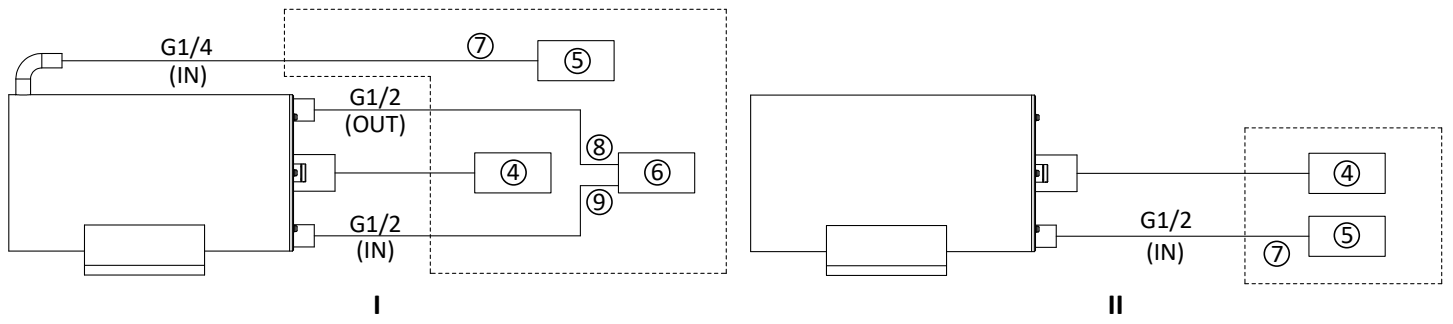 G1/4
(IN)
⑦
⑤
G1/2
(OUT)
⑧
④
⑥
⑨
G1/2
(IN)
I
④
G1/2
(IN)
⑤
⑦
II